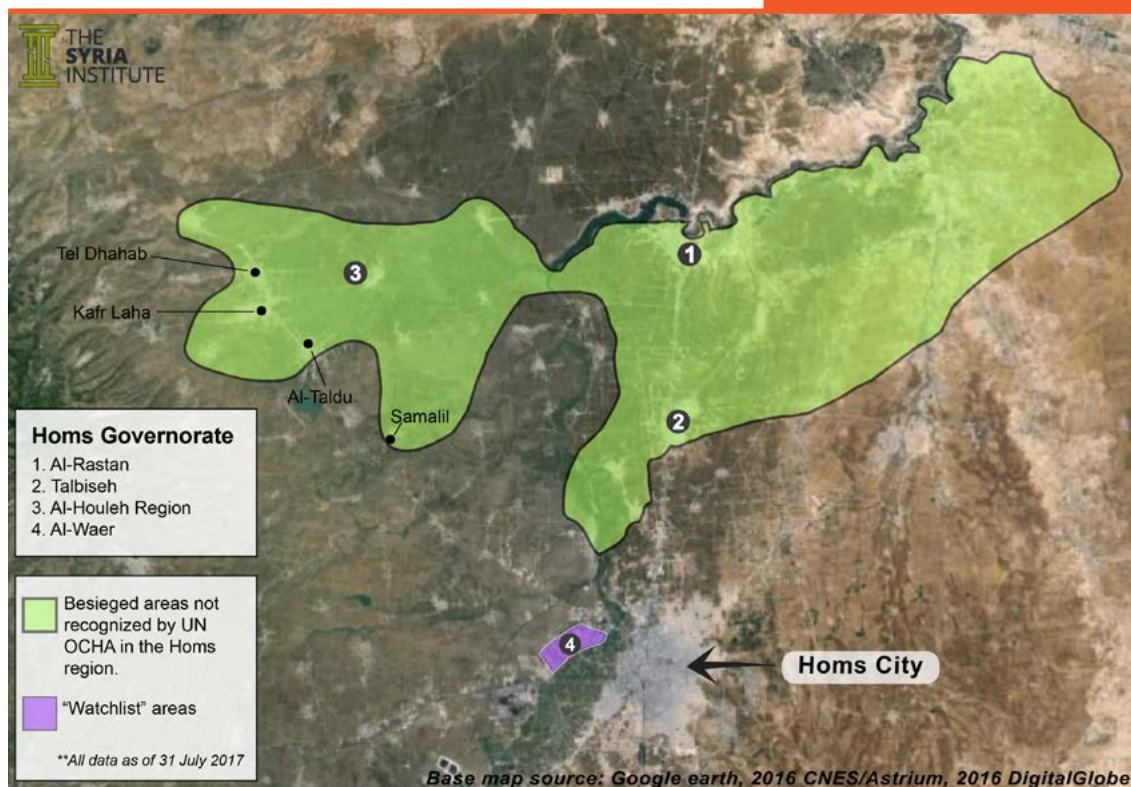 THE
SYRIA
INSTITUTE
1
3
Tel Dhahab
Kafr Laha
Al-Taldu
Samalil
2
Homs Governorate
1. Al-Rastan
2. Talbiseh
3. Al-Houleh Region
4. Al-Waer
Besieged areas not
recognized by UN
OCHA in the Homs
region.
"Watchlist" areas
**All data as of 31 July 2017
4
Homs City
Base map source: Google earth, 2016 CNES/Astrium, 2016 DigitalGlobe